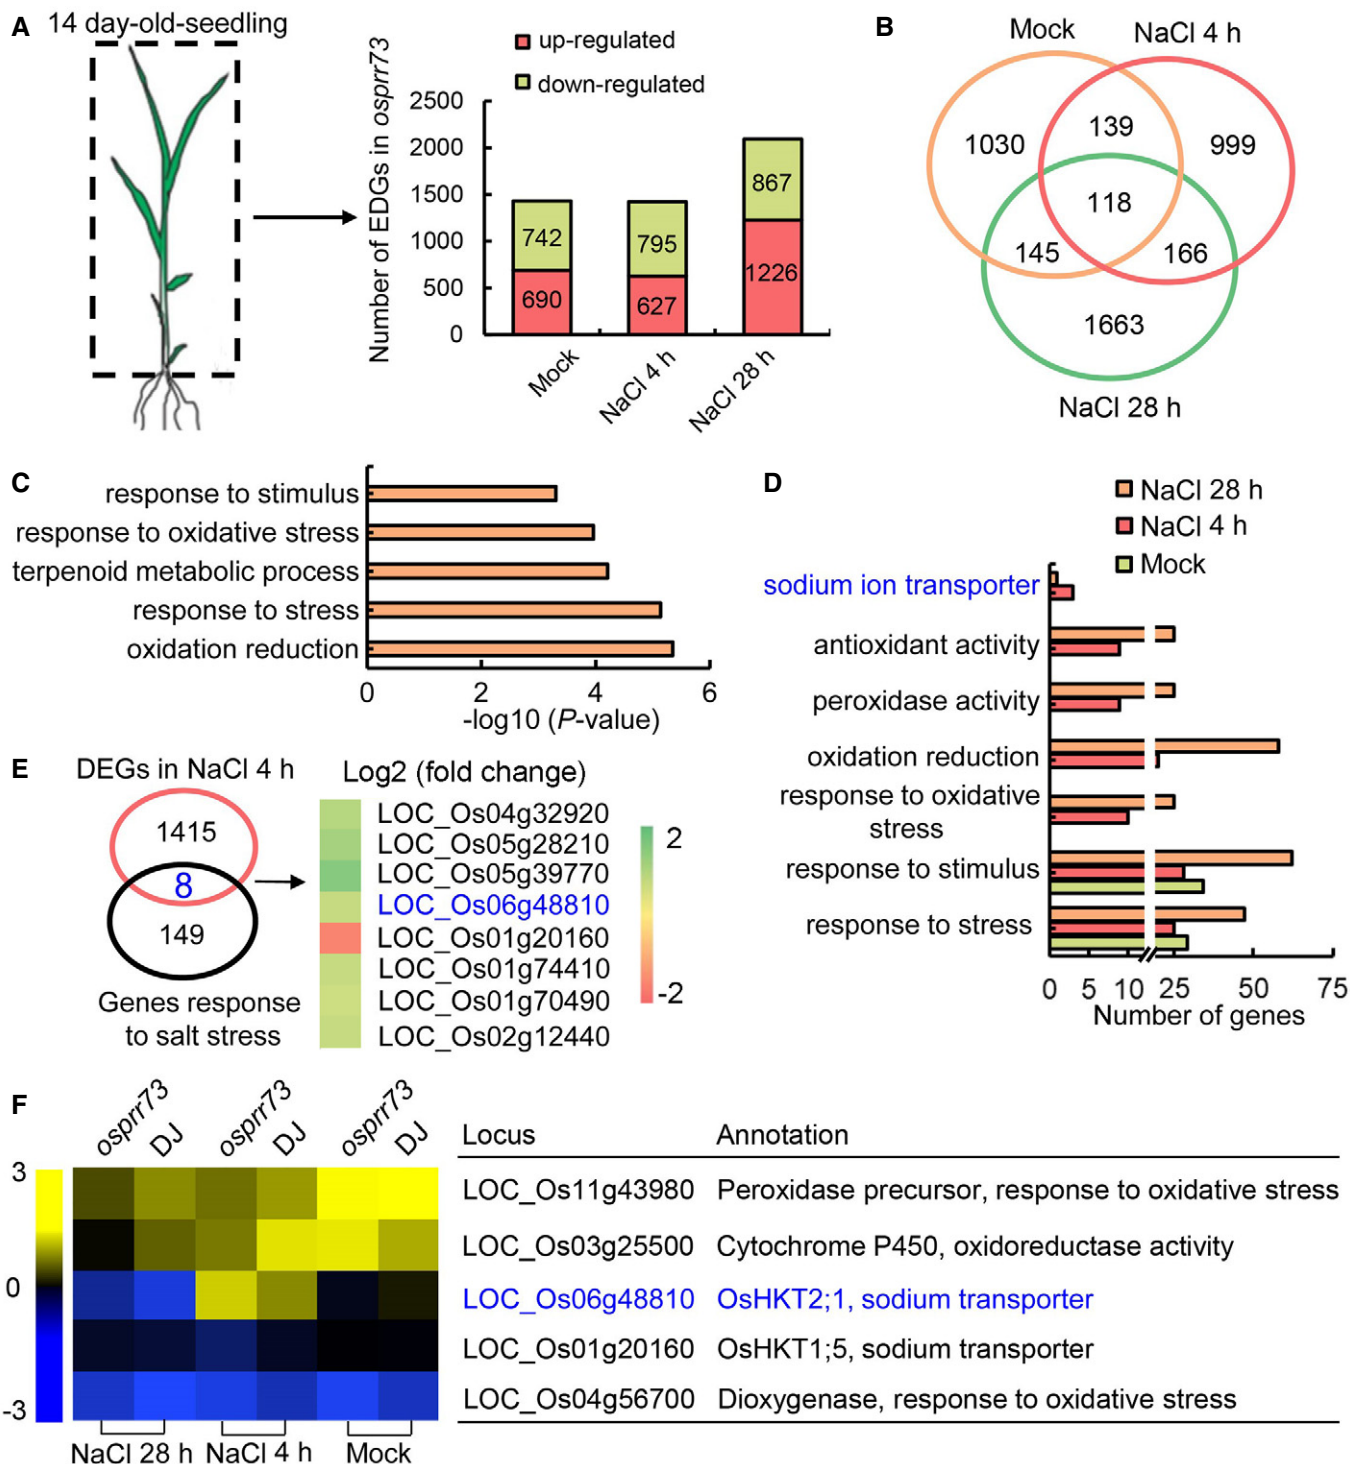 A
14 day-old-seedling
up-regulated
down-regulated
Number of EDGs in osprr73
2500
2000
1500
1000
500
0
742
690
795
627
867
1226
Mock
NaCl 4 h
NaCl 28 h
B
Mock
NaCl 4 h
1030
139
999
118
145
166
1663
NaCl 28 h
C
response to stimulus
response to oxidative stress
terpenoid metabolic process
response to stress
oxidation reduction
0 2 4 6
-log10 (P-value)
D
NaCl 28 h
NaCl 4 h
Mock
sodium ion transporter
antioxidant activity
peroxidase activity
oxidation reduction
response to oxidative
stress
response to stimulus
response to stress
0 5 10 25 50 75
Number of genes
E
DEGs in NaCl 4 h
1415
8
149
Genes response
to salt stress
Log2 (fold change)
LOC_Os04g32920
LOC_Os05g28210
LOC_Os05g39770
LOC_Os06g48810
LOC_Os01g20160
LOC_Os01g74410
LOC_Os01g70490
LOC_Os02g12440
2
-2
F
osprr73 DJ osprr73 DJ osprr73 DJ
3
0
-3
NaCl 28 h NaCl 4 h Mock
Locus Annotation
LOC_Os11g43980 Peroxidase precursor, response to oxidative stress
LOC_Os03g25500 Cytochrome P450, oxidoreductase activity
LOC_Os06g48810 OsHKT2;1, sodium transporter
LOC_Os01g20160 OsHKT1;5, sodium transporter
LOC_Os04g56700 Dioxygenase, response to oxidative stress